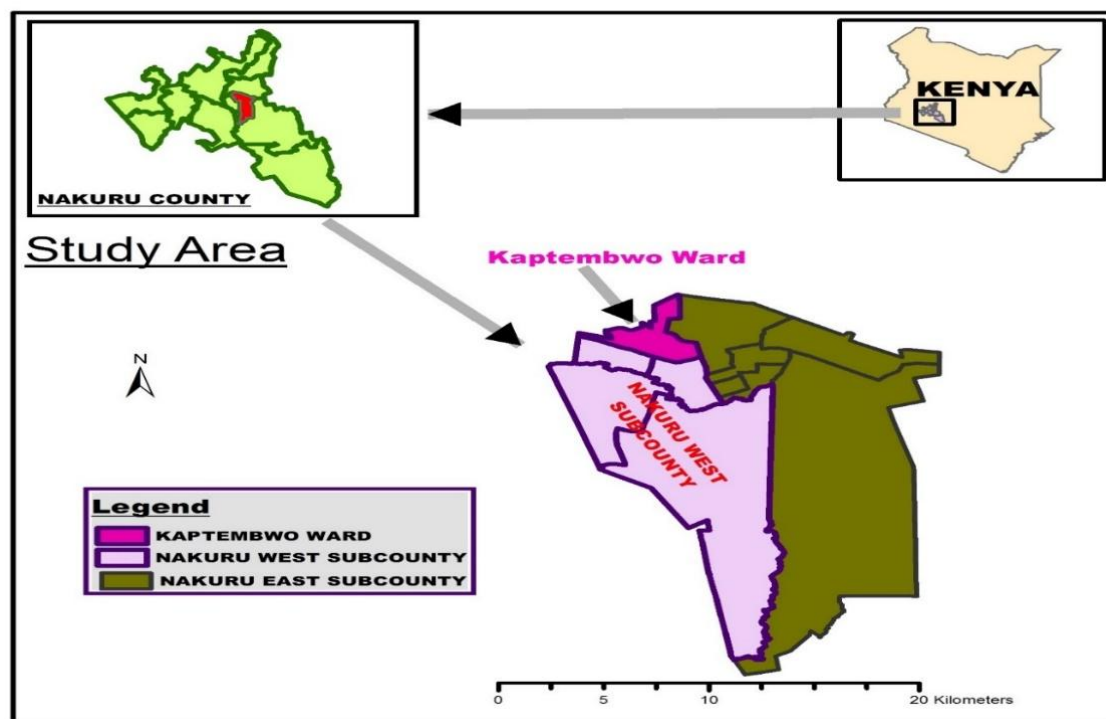 KENYA
NAKURU COUNTY
Study Area
Kaptembwo Ward
N
NAKURU WEST
SUBCOUNTY
Legend
KAPTEMBWO WARD
NAKURU WEST SUBCOUNTY
NAKURU EAST SUBCOUNTY
0 5 10 20 Kilometers